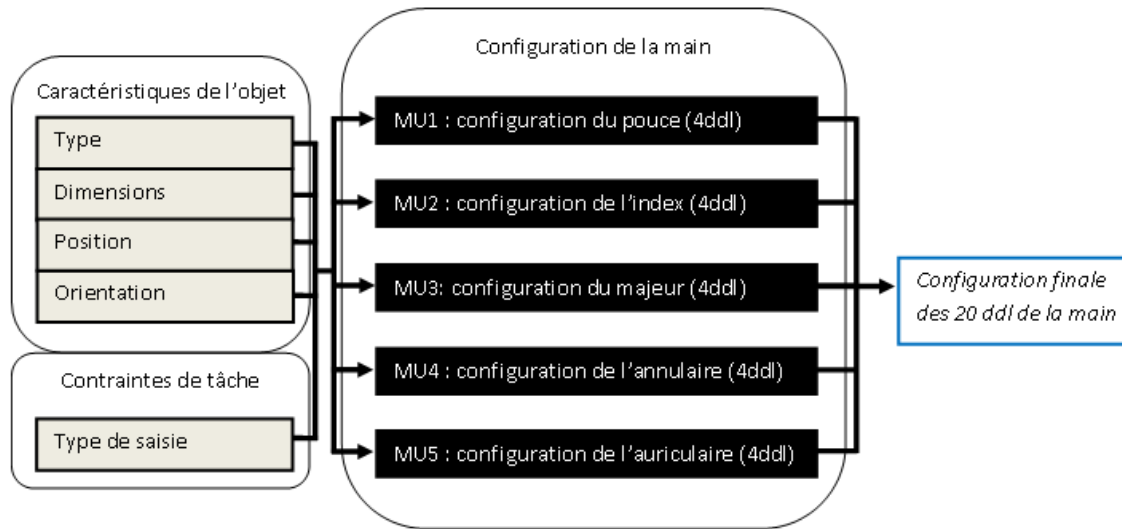 Caractéristiques de l'objet
Type
Dimensions
Position
Orientation
Contraintes de tâche
Type de saisie
Configuration de la main
MU1 : configuration du pouce (4ddl)
MU2 : configuration de l'index (4ddl)
MU3: configuration du majeur (4ddl)
MU4 : configuration de l'annulaire (4ddl)
MU5 : configuration de l'auriculaire (4ddl)
Configuration finale
des 20 ddl de la main